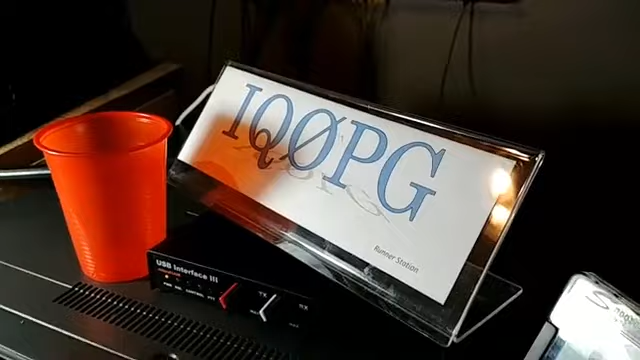 IQØPG
Runner Station
USB Interface III
TX
RX